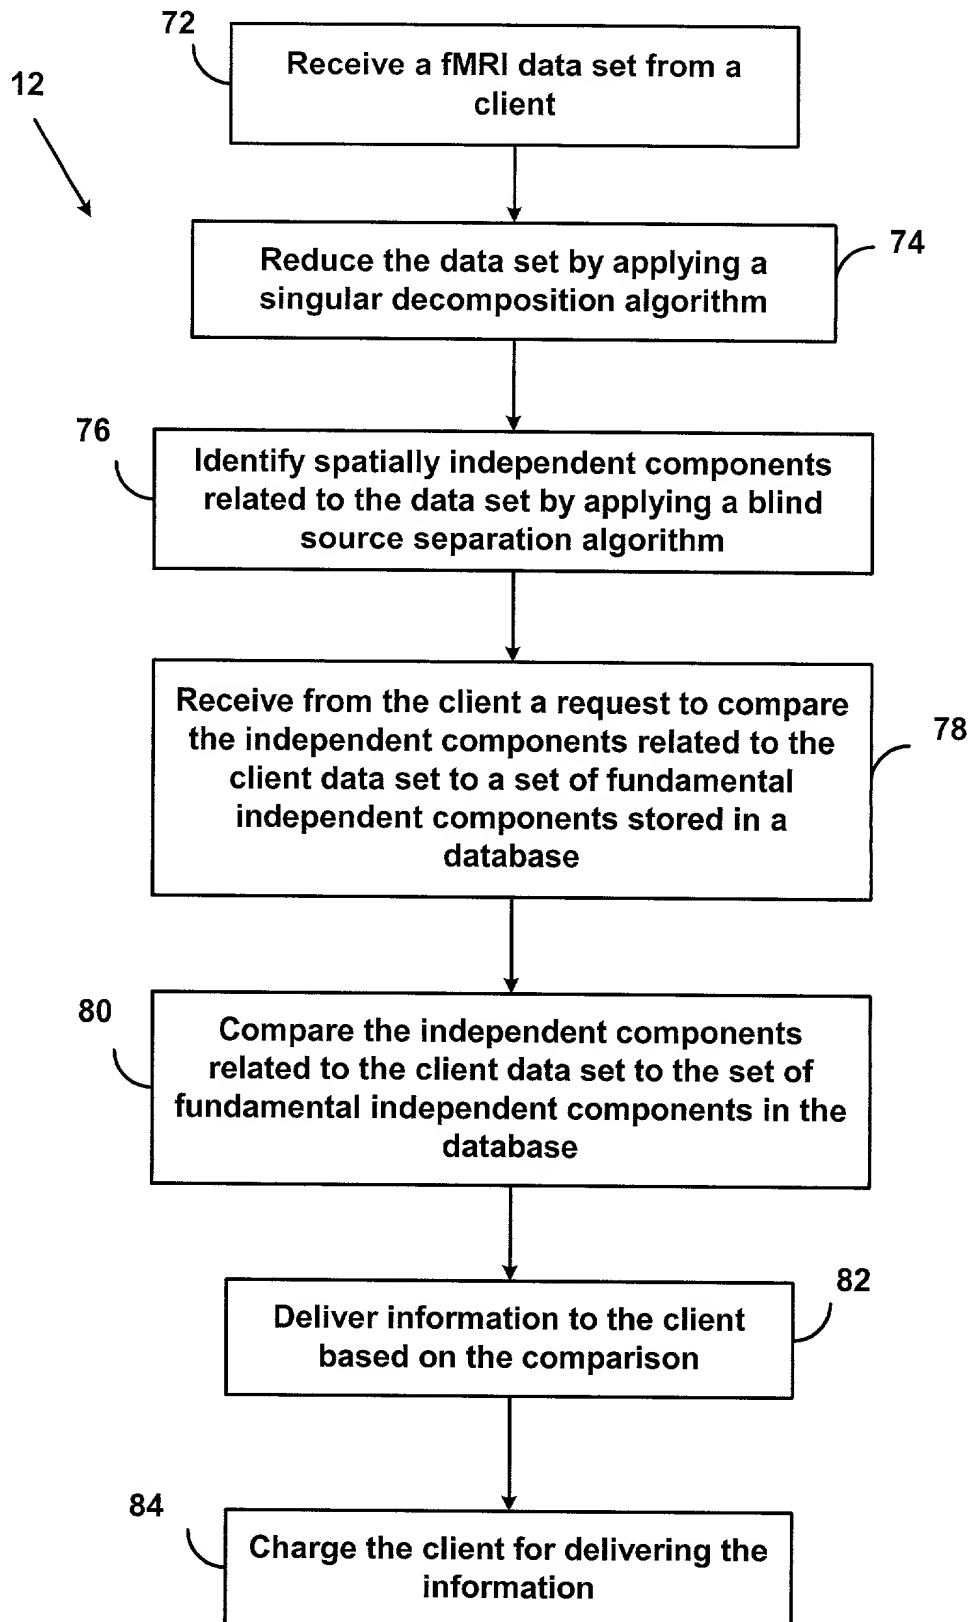 72
Receive a fMRI data set from a
client
12
74
Reduce the data set by applying a
singular decomposition algorithm
76
Identify spatially independent components
related to the data set by applying a blind
source separation algorithm
78
Receive from the client a request to compare
the independent components related to the
client data set to a set of fundamental
independent components stored in a
database
80
Compare the independent components
related to the client data set to the set of
fundamental independent components in the
database
82
Deliver information to the client
based on the comparison
84
Charge the client for delivering the
information